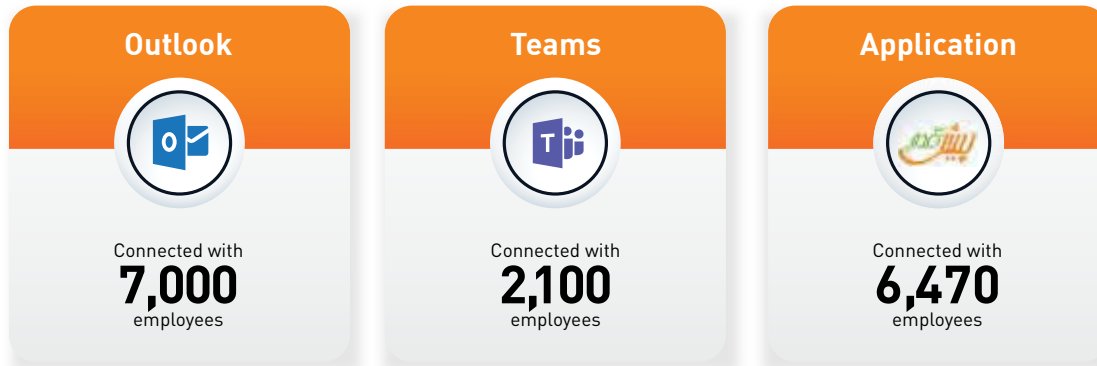 Outlook
Teams
Application
Connected with
7,000
employees
Connected with
2,100
employees
Connected with
6,470
employees